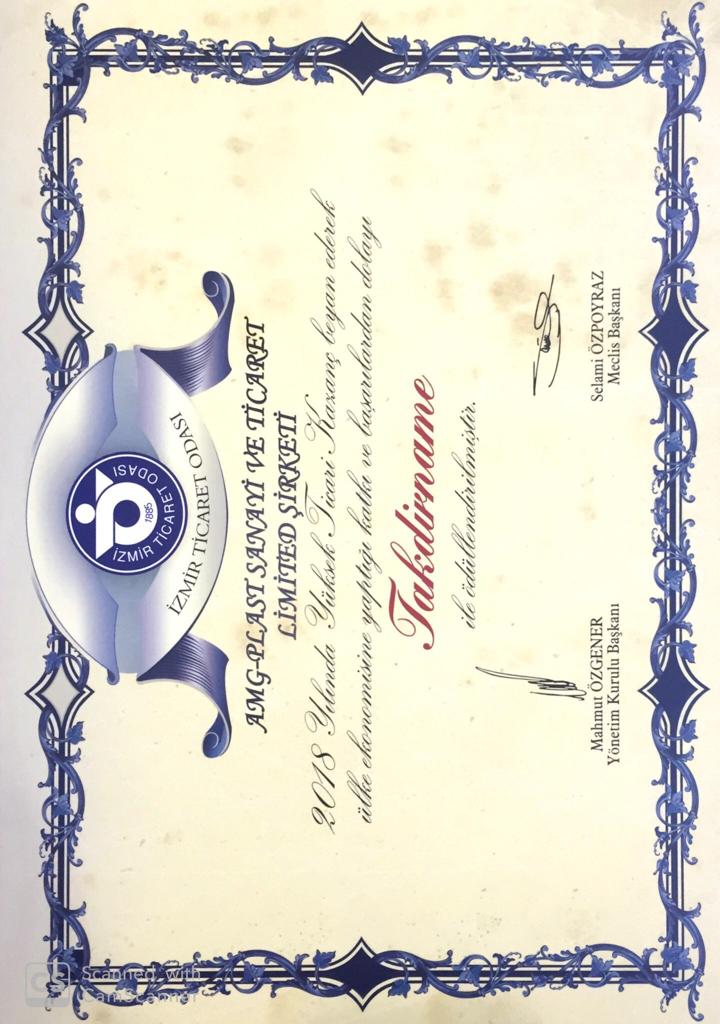 İZMİR TİCARET ODASI
1885
İZMİR TİCARET ODASI
AMG-PLAST SANAYİ VE TİCARET
LİMİTED ŞİRKETİ
2018 Yılında Yüksek Ticari Kazanç beyan ederek
ülke ekonomisine yaptığı katkı ve başarılardan dolayı
Takdirname
ile ödüllendirilmiştir.
Mahmut ÖZGENER
Yönetim Kurulu Başkanı
Selami ÖZPOYRAZ
Meclis Başkanı
CS
Scanned with
CamScanner